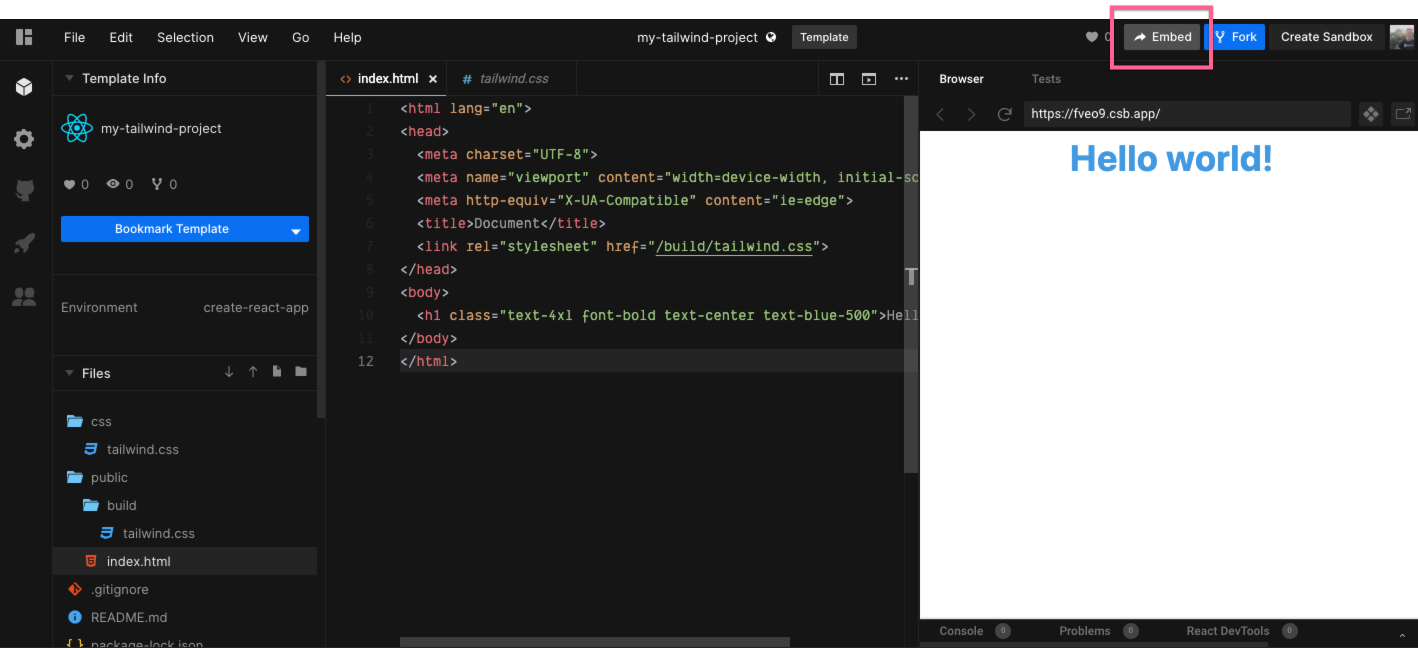 File Edit Selection View Go Help
my-tailwind-project
Template
Embed
Fork
Create Sandbox
Template Info
my-tailwind-project
0 0 0
Bookmark Template
Environment create-react-app
Files
css
tailwind.css
public
build
tailwind.css
index.html
.gitignore
README.md
package-lock.json
index.html
# tailwind.css
1 <html lang="en">
2 <head>
3 <meta charset="UTF-8">
4 <meta name="viewport" content="width=device-width, initial-sc
5 <meta http-equiv="X-UA-Compatible" content="ie=edge">
6 <title>Document</title>
7 <link rel="stylesheet" href="/build/tailwind.css">
8 </head>
9 <body>
10 <h1 class="text-4xl font-bold text-center text-blue-500">Hell
11 </body>
12 </html>
Browser Tests
https://fveo9.csb.app/
Hello world!
Console 0 Problems 0 React DevTools 0